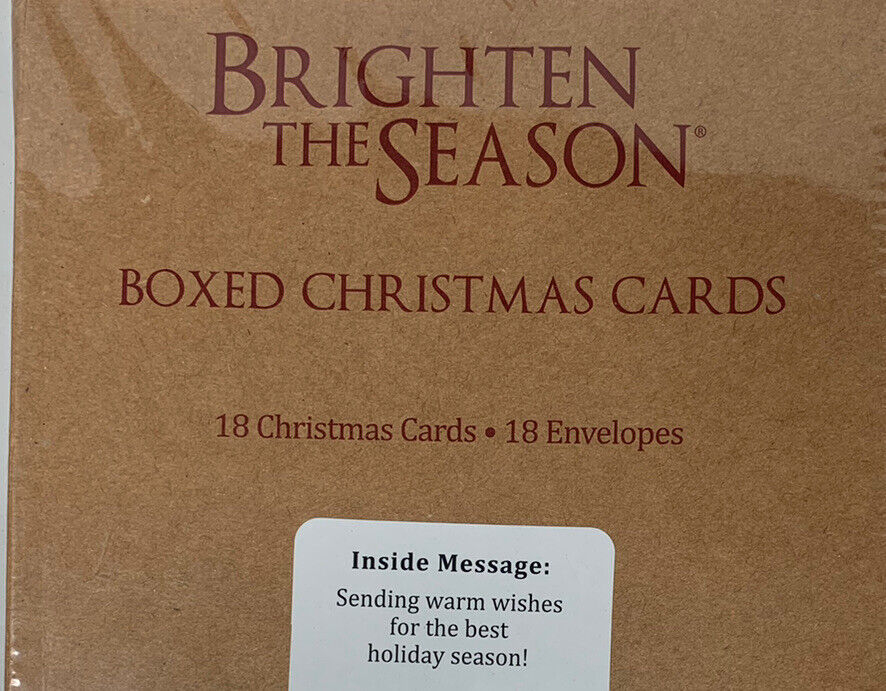 BRIGHTEN
THE SEASON®
BOXED CHRISTMAS CARDS
18 Christmas Cards • 18 Envelopes
Inside Message:
Sending warm wishes
for the best
holiday season!